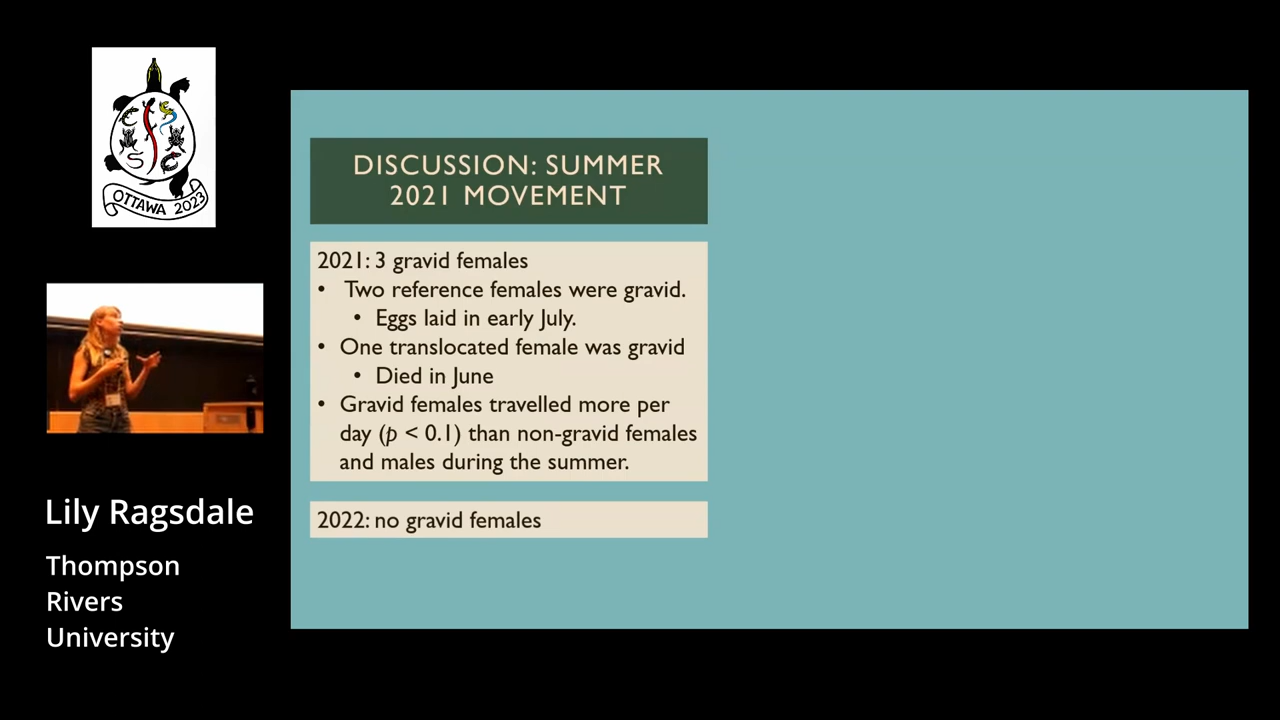 C
S
S
C
OTTAWA 2023
DISCUSSION: SUMMER
2021 MOVEMENT
2021: 3 gravid females
• Two reference females were gravid.
• Eggs laid in early July.
• One translocated female was gravid
• Died in June
• Gravid females travelled more per
day (p < 0.1) than non-gravid females
and males during the summer.
2022: no gravid females
Lily Ragsdale
Thompson
Rivers
University